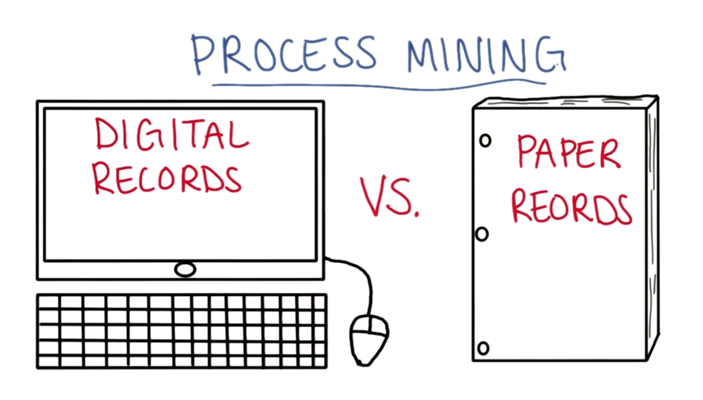 PROCESS MINING
DIGITAL
RECORDS
VS.
PAPER
REORDS